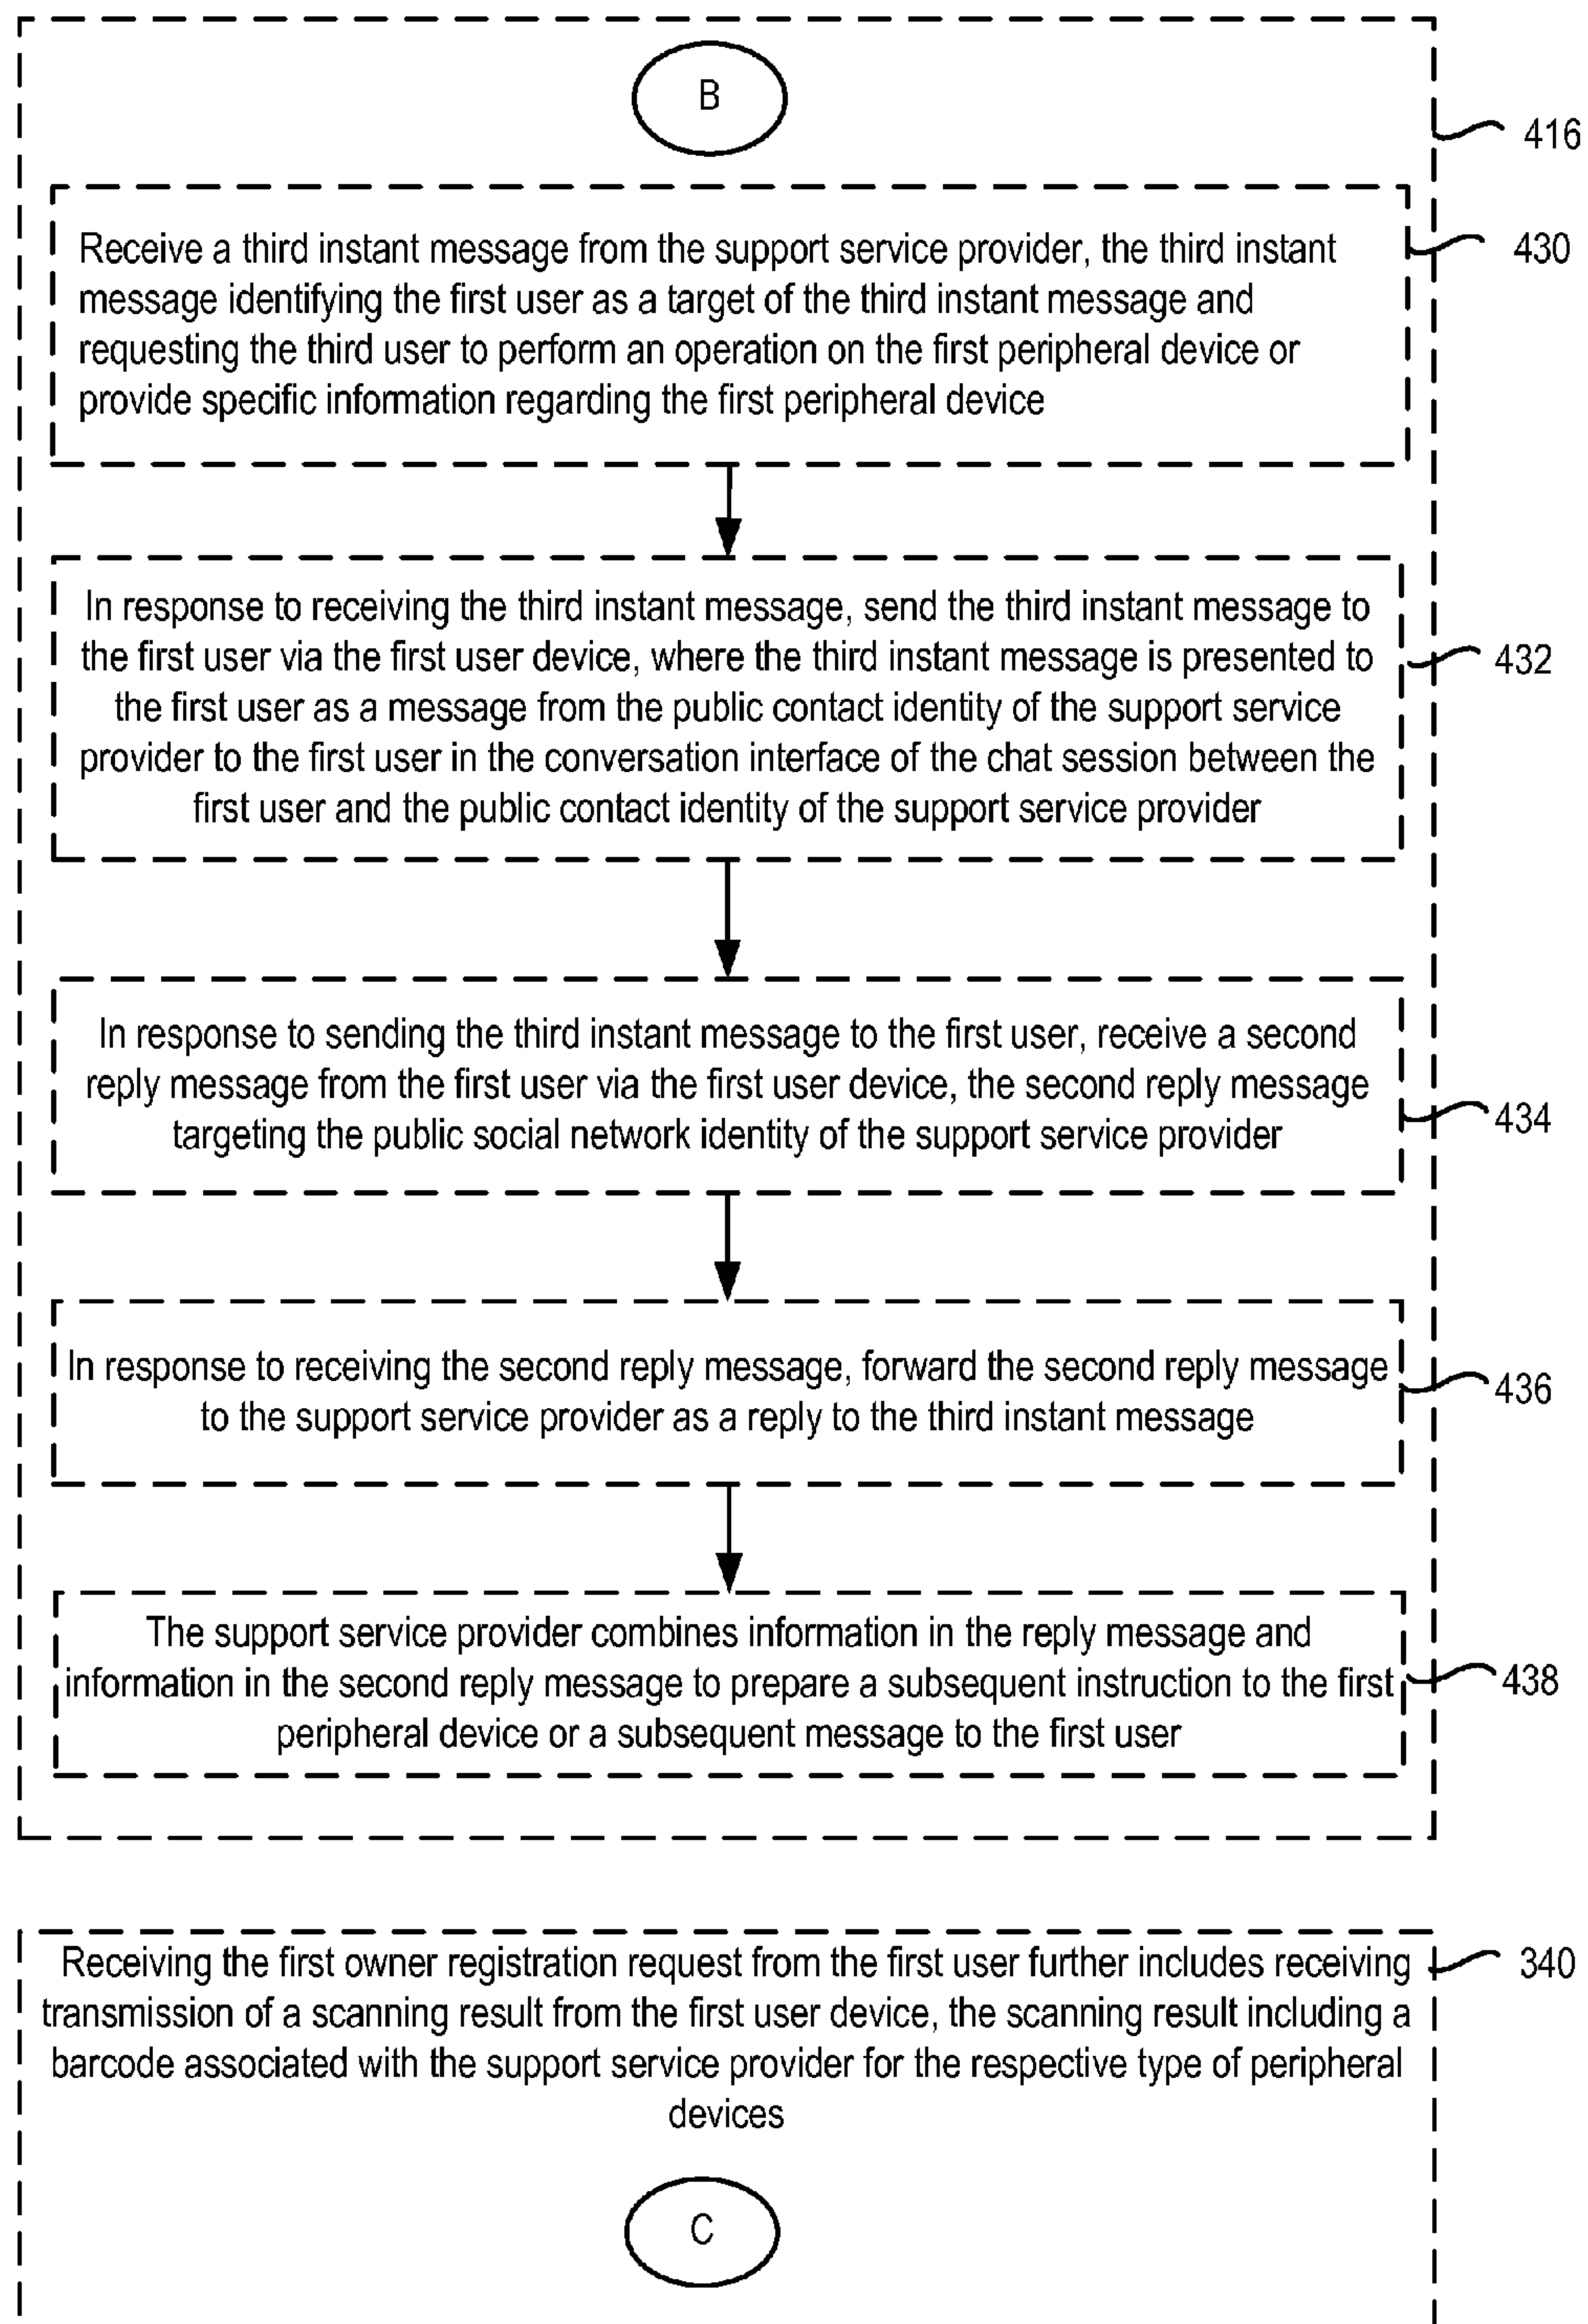 B
416
Receive a third instant message from the support service provider, the third instant
message identifying the first user as a target of the third instant message and
requesting the third user to perform an operation on the first peripheral device or
provide specific information regarding the first peripheral device
430
In response to receiving the third instant message, send the third instant message to
the first user via the first user device, where the third instant message is presented to
the first user as a message from the public contact identity of the support service
provider to the first user in the conversation interface of the chat session between the
first user and the public contact identity of the support service provider
432
In response to sending the third instant message to the first user, receive a second
reply message from the first user via the first user device, the second reply message
targeting the public social network identity of the support service provider
434
In response to receiving the second reply message, forward the second reply message
to the support service provider as a reply to the third instant message
436
The support service provider combines information in the reply message and
information in the second reply message to prepare a subsequent instruction to the first
peripheral device or a subsequent message to the first user
438
Receiving the first owner registration request from the first user further includes receiving
transmission of a scanning result from the first user device, the scanning result including a
barcode associated with the support service provider for the respective type of peripheral
devices
340
C